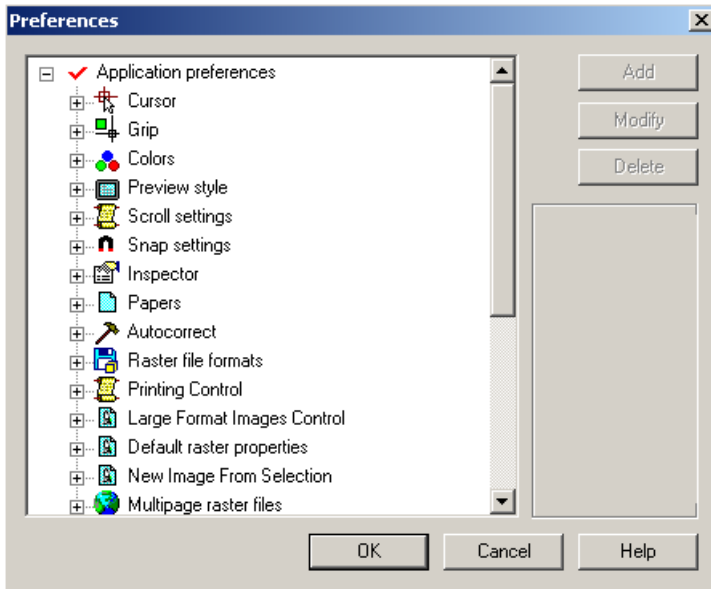 Preferences
Application preferences
Cursor
Grip
Colors
Preview style
Scroll settings
Snap settings
Inspector
Papers
Autocorrect
Raster file formats
Printing Control
Large Format Images Control
Default raster properties
New Image From Selection
Multipage raster files
Add
Modify
Delete
OK
Cancel
Help